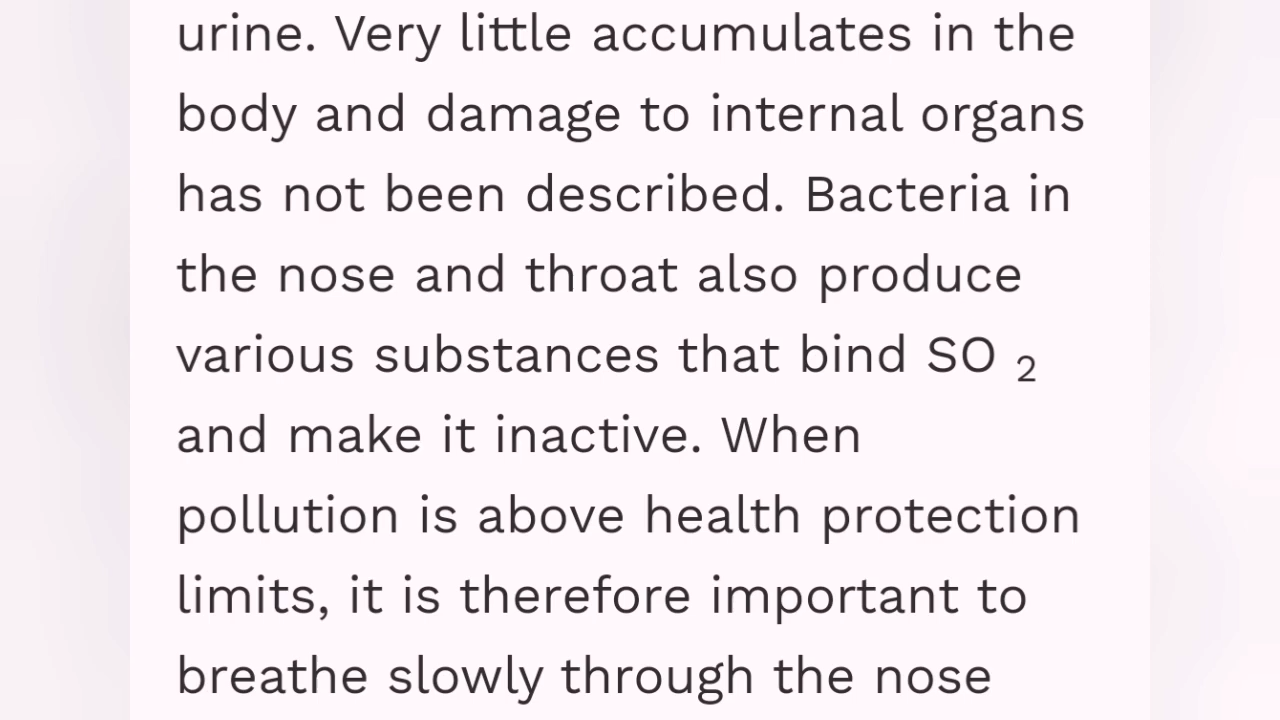 urine. Very little accumulates in the
body and damage to internal organs
has not been described. Bacteria in
the nose and throat also produce
various substances that bind SO 2
and make it inactive. When
pollution is above health protection
limits, it is therefore important to
breathe slowly through the nose